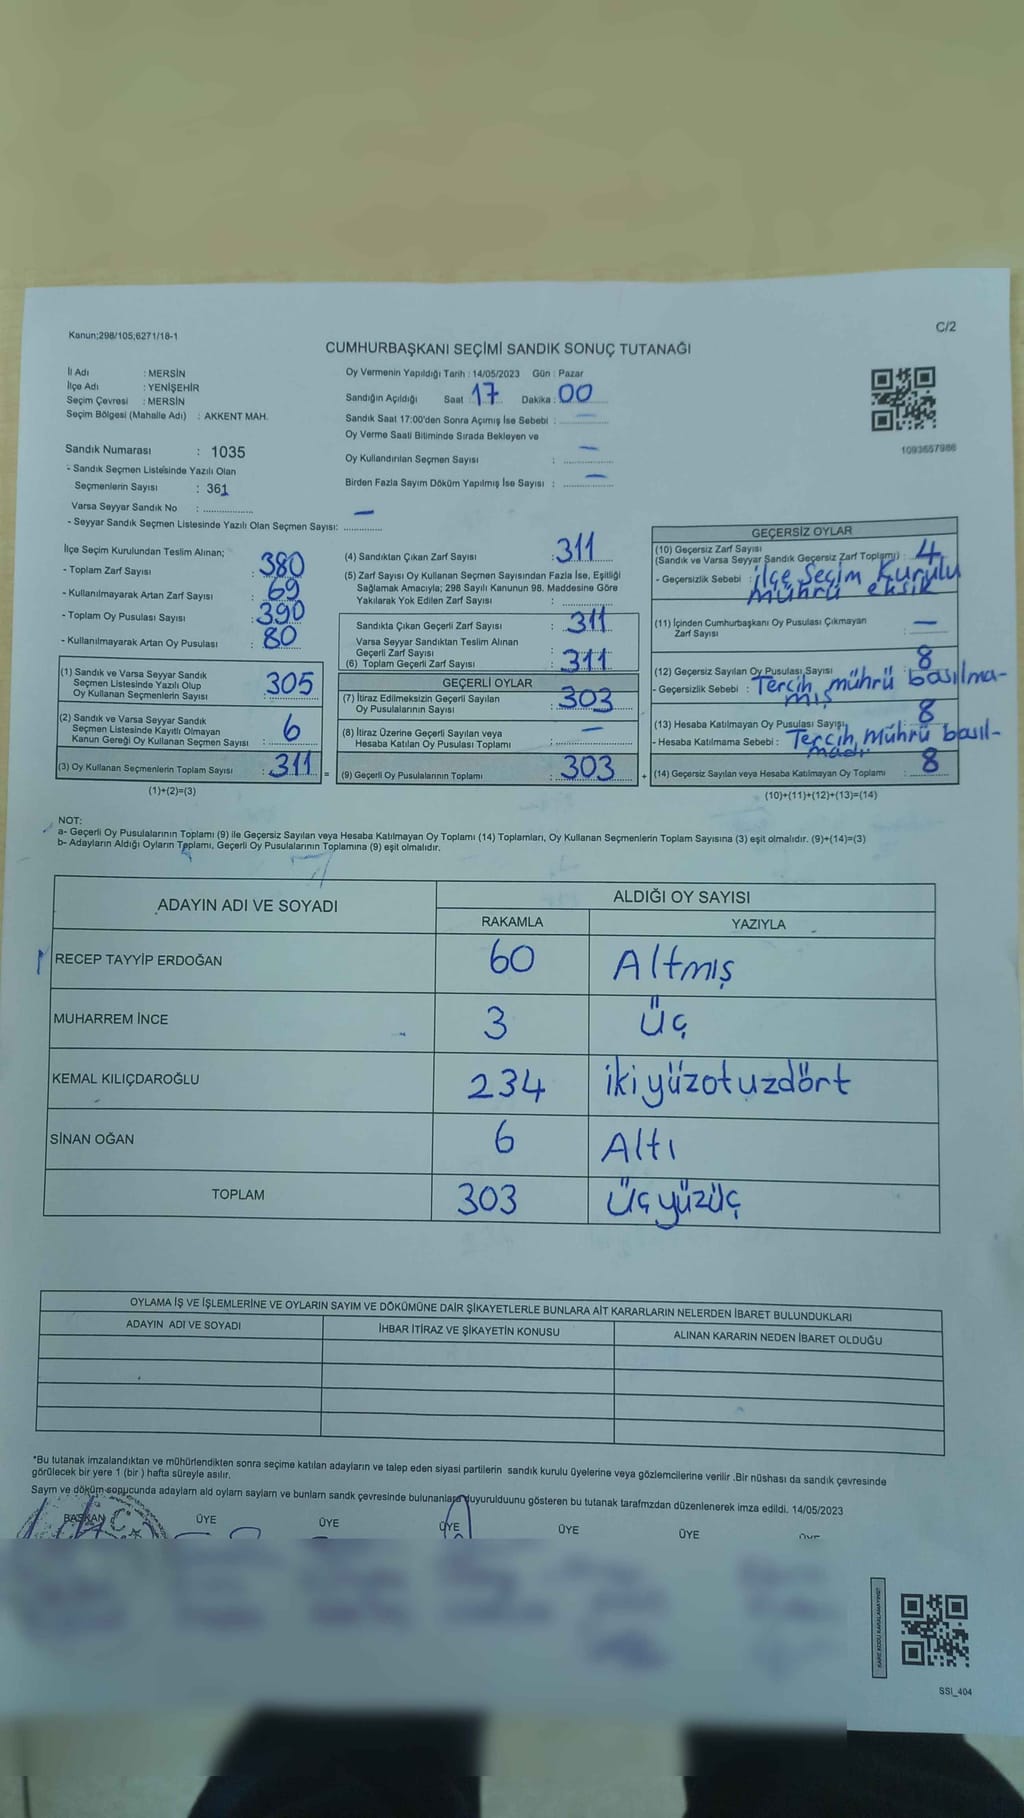 Kanun;298/105;6271/18-1
C/2
CUMHURBAŞKANI SEÇİMİ SANDIK SONUÇ TUTANAĞI
İl Adı : MERSİN
İlçe Adı : YENİŞEHİR
Seçim Çevresi : MERSİN
Seçim Bölgesi (Mahalle Adı) : AKKENT MAH.
Sandık Numarası : 1035
- Sandık Seçmen Listesinde Yazılı Olan
Seçmenlerin Sayısı : 361
Varsa Seyyar Sandık No : —
- Seyyar Sandık Seçmen Listesinde Yazılı Olan Seçmen Sayısı:
Oy Vermenin Yapıldığı Tarih : 14/05/2023 Gün : Pazar
Sandığın Açıldığı Saat : 17 Dakika : 00
Sandık Saat 17:00'den Sonra Açımış İse Sebebi : —
Oy Verme Saati Bitiminde Sırada Bekleyen ve
Oy Kullandırılan Seçmen Sayısı : —
Birden Fazla Sayım Döküm Yapılmış İse Sayısı : —
1093657986
İlçe Seçim Kurulundan Teslim Alınan;
- Toplam Zarf Sayısı : 380
- Kullanılmayarak Artan Zarf Sayısı : 69
- Toplam Oy Pusulası Sayısı : 390
- Kullanılmayarak Artan Oy Pusulası : 80
(1) Sandık ve Varsa Seyyar Sandık
Seçmen Listesinde Yazılı Olup
Oy Kullanan Seçmenlerin Sayısı : 305
(2) Sandık ve Varsa Seyyar Sandık
Seçmen Listesinde Kayıtlı Olmayan
Kanun Gereği Oy Kullanan Seçmen Sayısı : 6
(3) Oy Kullanan Seçmenlerin Toplam Sayısı : 311 =
(1)+(2)=(3)
(4) Sandıktan Çıkan Zarf Sayısı : 311
(5) Zarf Sayısı Oy Kullanan Seçmen Sayısından Fazla İse, Eşitliği
Sağlamak Amacıyla; 298 Sayılı Kanunun 98. Maddesine Göre
Yakılarak Yok Edilen Zarf Sayısı :
Sandıkta Çıkan Geçerli Zarf Sayısı : 311
Varsa Seyyar Sandıktan Teslim Alınan
Geçerli Zarf Sayısı :
(6) Toplam Geçerli Zarf Sayısı : 311
GEÇERLİ OYLAR
(7) İtiraz Edilmeksizin Geçerli Sayılan
Oy Pusulalarının Sayısı : 303
(8) İtiraz Üzerine Geçerli Sayılan veya
Hesaba Katılan Oy Pusulası Toplamı : —
(9) Geçerli Oy Pusulalarının Toplamı : 303 +
GEÇERSİZ OYLAR
(10) Geçersiz Zarf Sayısı
(Sandık ve Varsa Seyyar Sandık Geçersiz Zarf Toplamı) : 4
- Geçersizlik Sebebi : ilçe Seçim Kurulu
Mührü eksik
(11) İçinden Cumhurbaşkanı Oy Pusulası Çıkmayan
Zarf Sayısı : —
(12) Geçersiz Sayılan Oy Pusulası Sayısı : 8
- Geçersizlik Sebebi : Tercih mührü basılma-
mış
(13) Hesaba Katılmayan Oy Pusulası Sayısı : 8
- Hesaba Katılmama Sebebi : Tercih Mührü basıl-
madı
(14) Geçersiz Sayılan veya Hesaba Katılmayan Oy Toplamı : 8
(10)+(11)+(12)+(13)=(14)
NOT:
a- Geçerli Oy Pusulalarının Toplamı (9) ile Geçersiz Sayılan veya Hesaba Katılmayan Oy Toplamı (14) Toplamları, Oy Kullanan Seçmenlerin Toplam Sayısına (3) eşit olmalıdır. (9)+(14)=(3)
b- Adayların Aldığı Oyların Toplamı, Geçerli Oy Pusulalarının Toplamına (9) eşit olmalıdır.
ADAYIN ADI VE SOYADI
ALDIĞI OY SAYISI
RAKAMLA YAZIYLA
RECEP TAYYİP ERDOĞAN 60 Altmış
MUHARREM İNCE 3 Üç
KEMAL KILIÇDAROĞLU 234 ikiyüzotuzdört
SİNAN OĞAN 6 Altı
TOPLAM 303 Üçyüzüç
OYLAMA İŞ VE İŞLEMLERİNE VE OYLARIN SAYIM VE DÖKÜMÜNE DAİR ŞİKAYETLERLE BUNLARA AİT KARARLARIN NELERDEN İBARET BULUNDUKLARI
ADAYIN ADI VE SOYADI İHBAR İTİRAZ VE ŞİKAYETİN KONUSU ALINAN KARARIN NEDEN İBARET OLDUĞU
*Bu tutanak imzalandıktan ve mühürlendikten sonra seçime katılan adayların ve talep eden siyasi partilerin sandık kurulu üyelerine veya gözlemcilerine verilir .Bir nüshası da sandık çevresinde
görülecek bir yere 1 (bir ) hafta süreyle asılır.
Sayım ve döküm sonucunda adayların ald oyların sayların ve bunların sandk çevresinde bulunanlara duyurulduunu gösteren bu tutanak tarafmzdan düzenlenerek imza edildi. 14/05/2023
BAŞKAN ÜYE ÜYE ÜYE ÜYE ÜYE ÜYE
KARE KODU KARALAMAYINIZ!
SSI_404